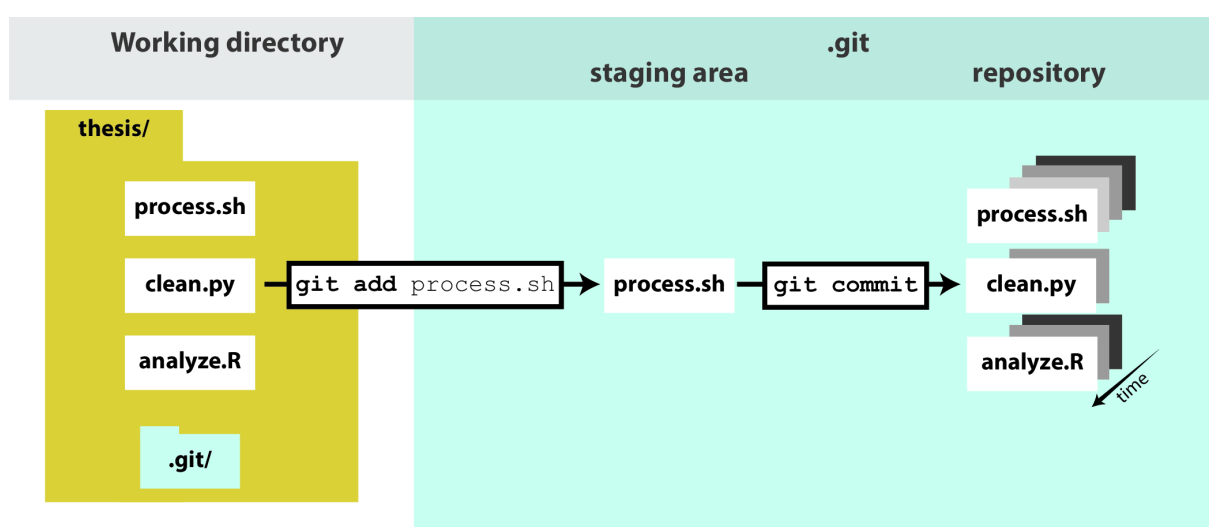 Working directory
.git
staging area
repository
thesis/
process.sh
clean.py
analyze.R
.git/
git add process.sh
process.sh
git commit
process.sh
clean.py
analyze.R
time